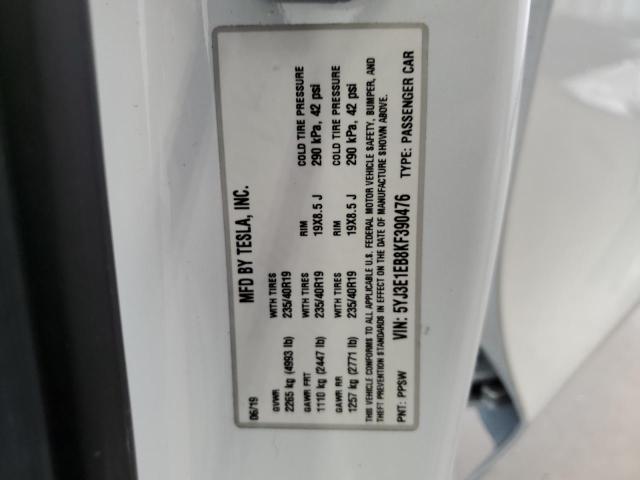 MFD BY TESLA, INC.
06/19
GVWR WITH TIRES RIM COLD TIRE PRESSURE
2265 kg (4993 lb) 235/40R19 19X8.5 J 290 kPa, 42 psi
GAWR FRT WITH TIRES RIM COLD TIRE PRESSURE
1110 kg (2447 lb) 235/40R19 19X8.5 J 290 kPa, 42 psi
GAWR RR WITH TIRES
1257 kg (2771 lb) 235/40R19
THIS VEHICLE CONFORMS TO ALL APPLICABLE U.S. FEDERAL MOTOR VEHICLE SAFETY, BUMPER, AND
THEFT PREVENTION STANDARDS IN EFFECT ON THE DATE OF MANUFACTURE SHOWN ABOVE.
VIN: 5YJ3E1EB8KF390476 TYPE: PASSENGER CAR
PNT: PPSW